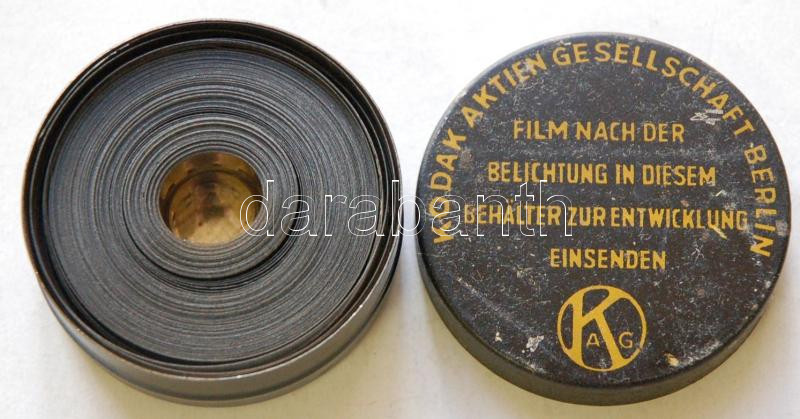 KODAK AKTIEN GESELLSCHAFT BERLIN
FILM NACH DER
BELICHTUNG IN DIESEM
BEHÄLTER ZUR ENTWICKLUNG
EINSENDEN
K
A G.
darabanth